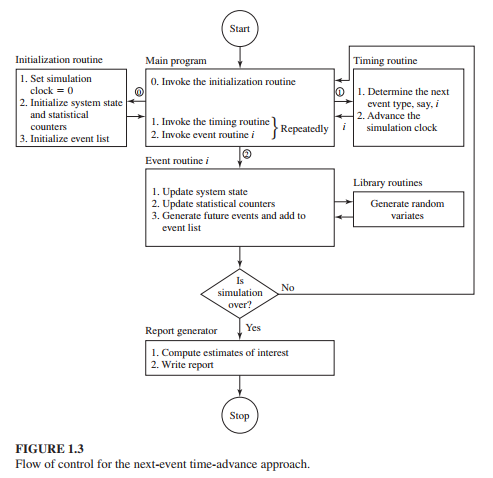 Start
Initialization routine
1. Set simulation
clock = 0
2. Initialize system state
and statistical
counters
3. Initialize event list
0
Main program
0. Invoke the initialization routine
1. Invoke the timing routine
2. Invoke event routine i
Repeatedly
1
i
Timing routine
1. Determine the next
event type, say, i
2. Advance the
simulation clock
2
Event routine i
1. Update system state
2. Update statistical counters
3. Generate future events and add to
event list
Library routines
Generate random
variates
Is
simulation
over?
No
Yes
Report generator
1. Compute estimates of interest
2. Write report
Stop
FIGURE 1.3
Flow of control for the next-event time-advance approach.